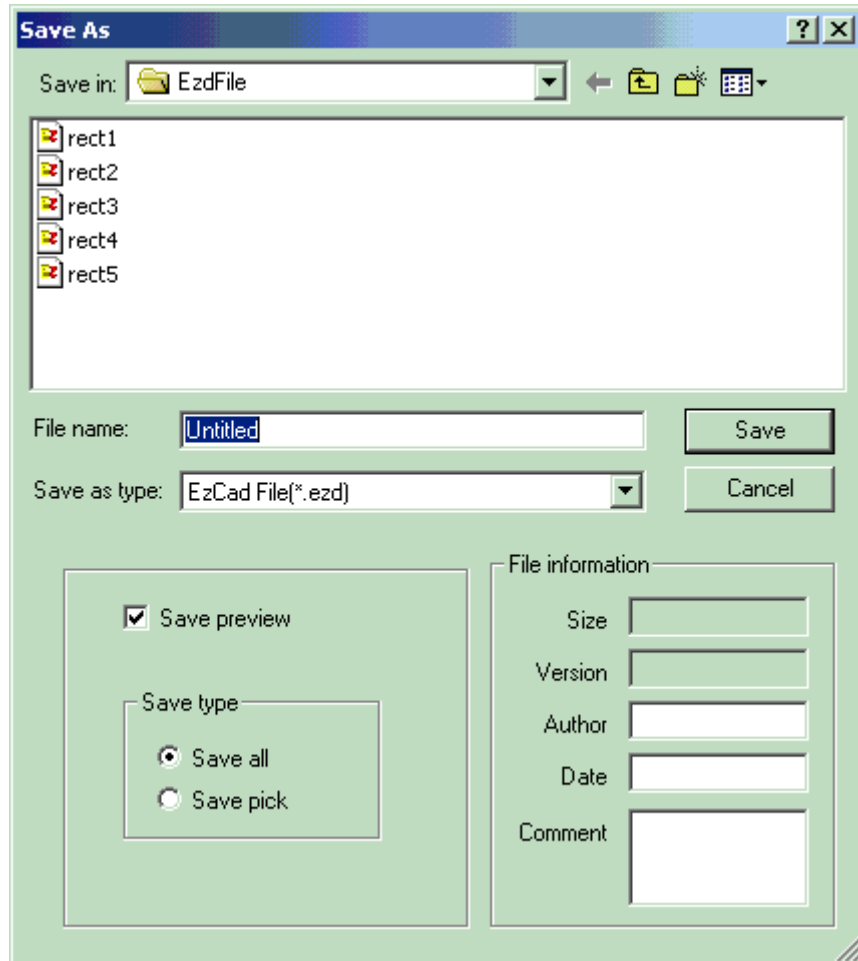 Save As
Save in: EzdFile
rect1
rect2
rect3
rect4
rect5
File name: Untitled Save
Save as type: EzCad File(*.ezd) Cancel
Save preview
Save type
Save all
Save pick
File information
Size
Version
Author
Date
Comment